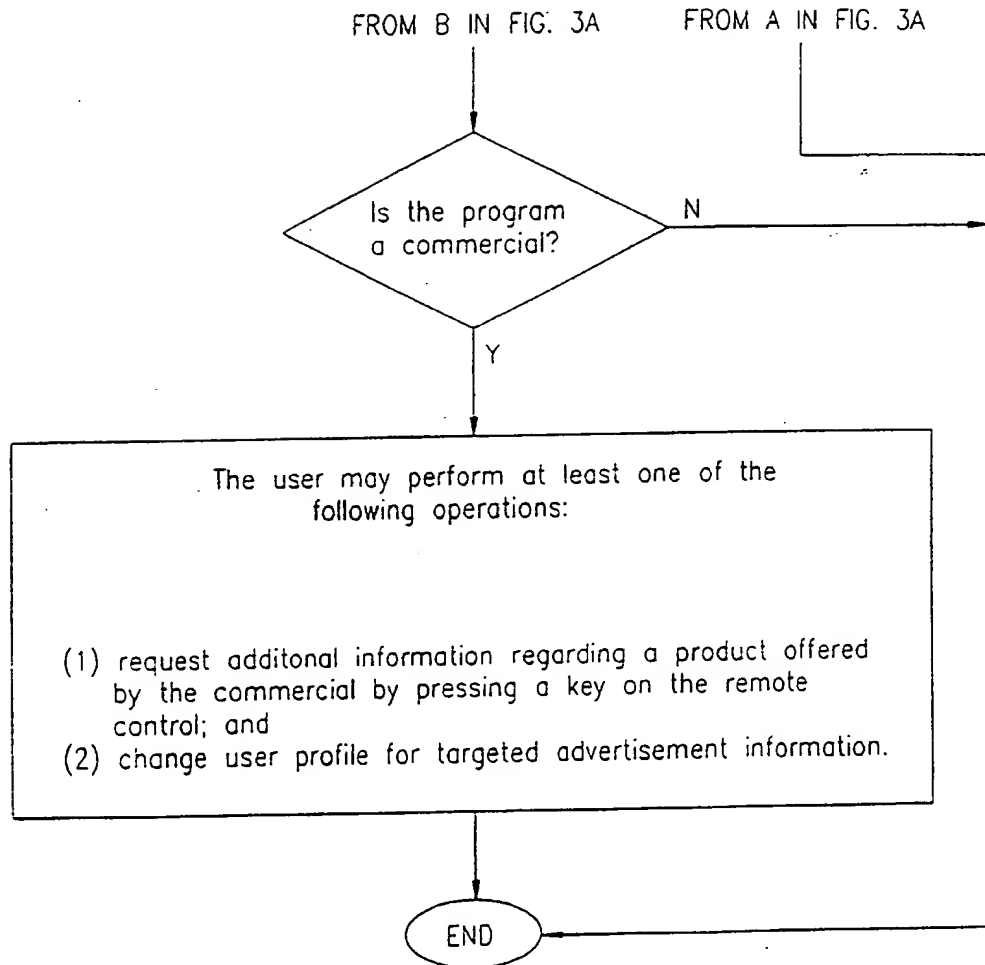 FROM B IN FIG. 3A
FROM A IN FIG. 3A
Is the program
a commercial?
N
Y
The user may perform at least one of the
following operations:
(1) request additonal information regarding a product offered
by the commercial by pressing a key on the remote
control; and
(2) change user profile for targeted advertisement information.
END